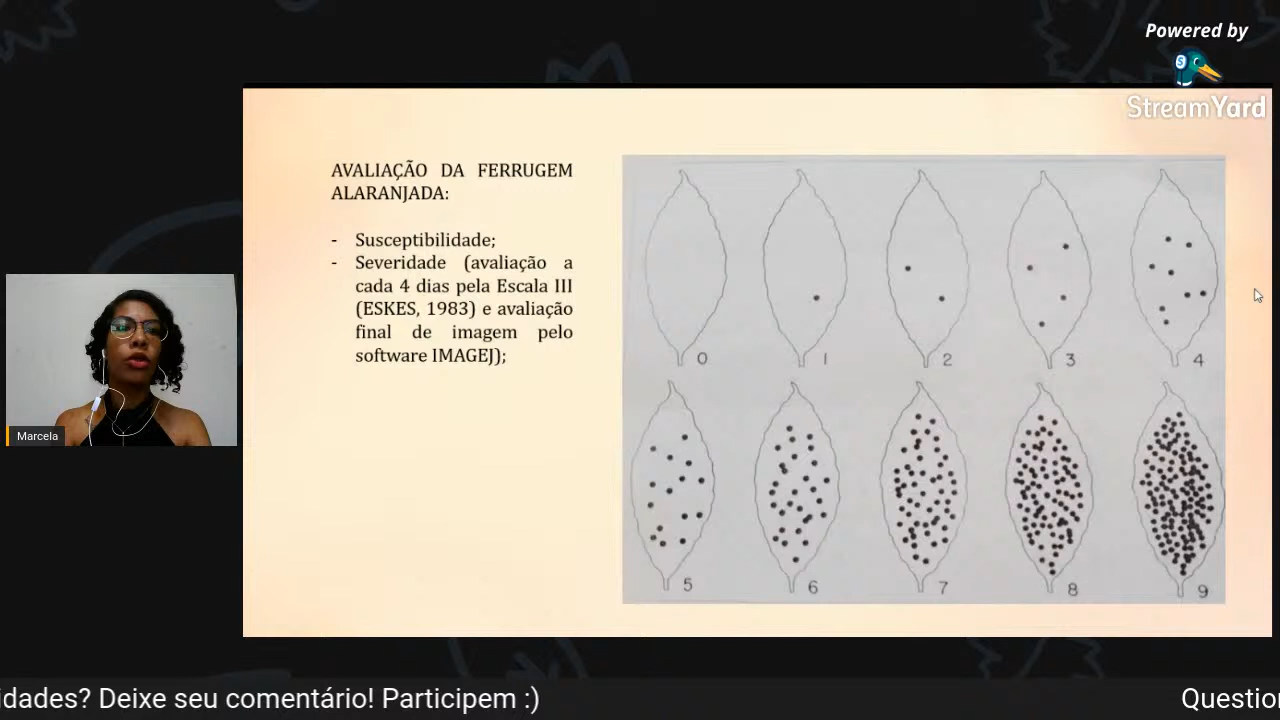 Powered by
StreamYard
AVALIAÇÃO DA FERRUGEM
ALARANJADA:
- Susceptibilidade;
- Severidade (avaliação a
cada 4 dias pela Escala III
(ESKES, 1983) e avaliação
final de imagem pelo
software IMAGEJ);
0 1 2 3 4
5 6 7 8 9
Marcela
idades? Deixe seu comentário! Participem :)
Question